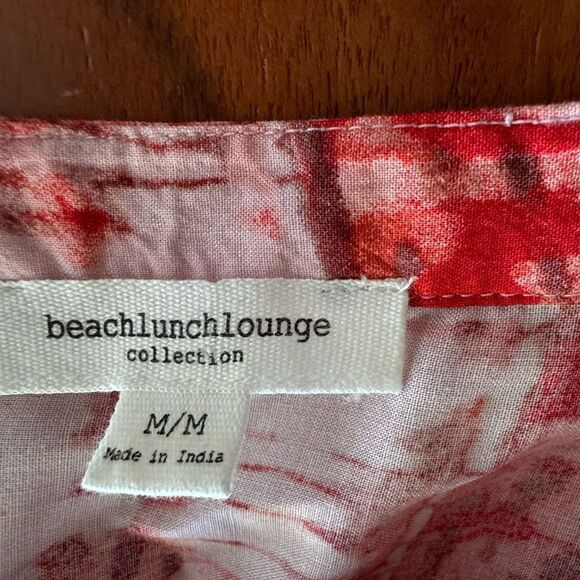 beachlunchlounge
collection
M/M
Made in India